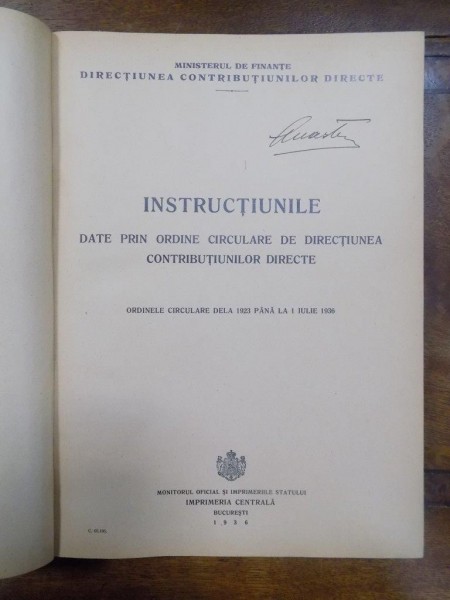 MINISTERUL DE FINANȚE
DIRECȚIUNEA CONTRIBUȚIUNILOR DIRECTE
INSTRUCȚIUNILE
DATE PRIN ORDINE CIRCULARE DE DIRECȚIUNEA
CONTRIBUȚIUNILOR DIRECTE
ORDINELE CIRCULARE DELA 1923 PÂNĂ LA 1 IULIE 1936
MONITORUL OFICIAL ȘI IMPRIMERIILE STATULUI
IMPRIMERIA CENTRALĂ
BUCUREȘTI
1936